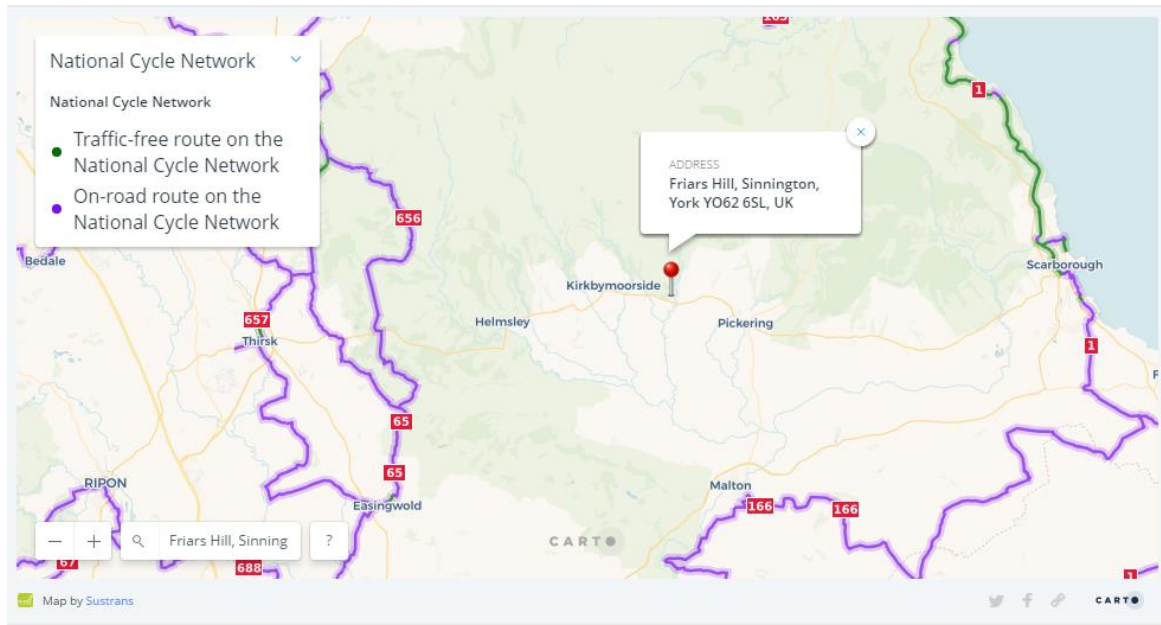 165
National Cycle Network
National Cycle Network
Traffic-free route on the
National Cycle Network
On-road route on the
National Cycle Network
1
ADDRESS
Friars Hill, Sinnington,
York YO62 6SL, UK
656
Bedale
Scarborough
Kirkbymoorside
657
Thirsk
Helmsley
Pickering
1
F
65
65
RIPON
Easingwold
Malton
166
166
Friars Hill, Sinning
?
CARTO
67
688
1
Map by Sustrans
CARTO